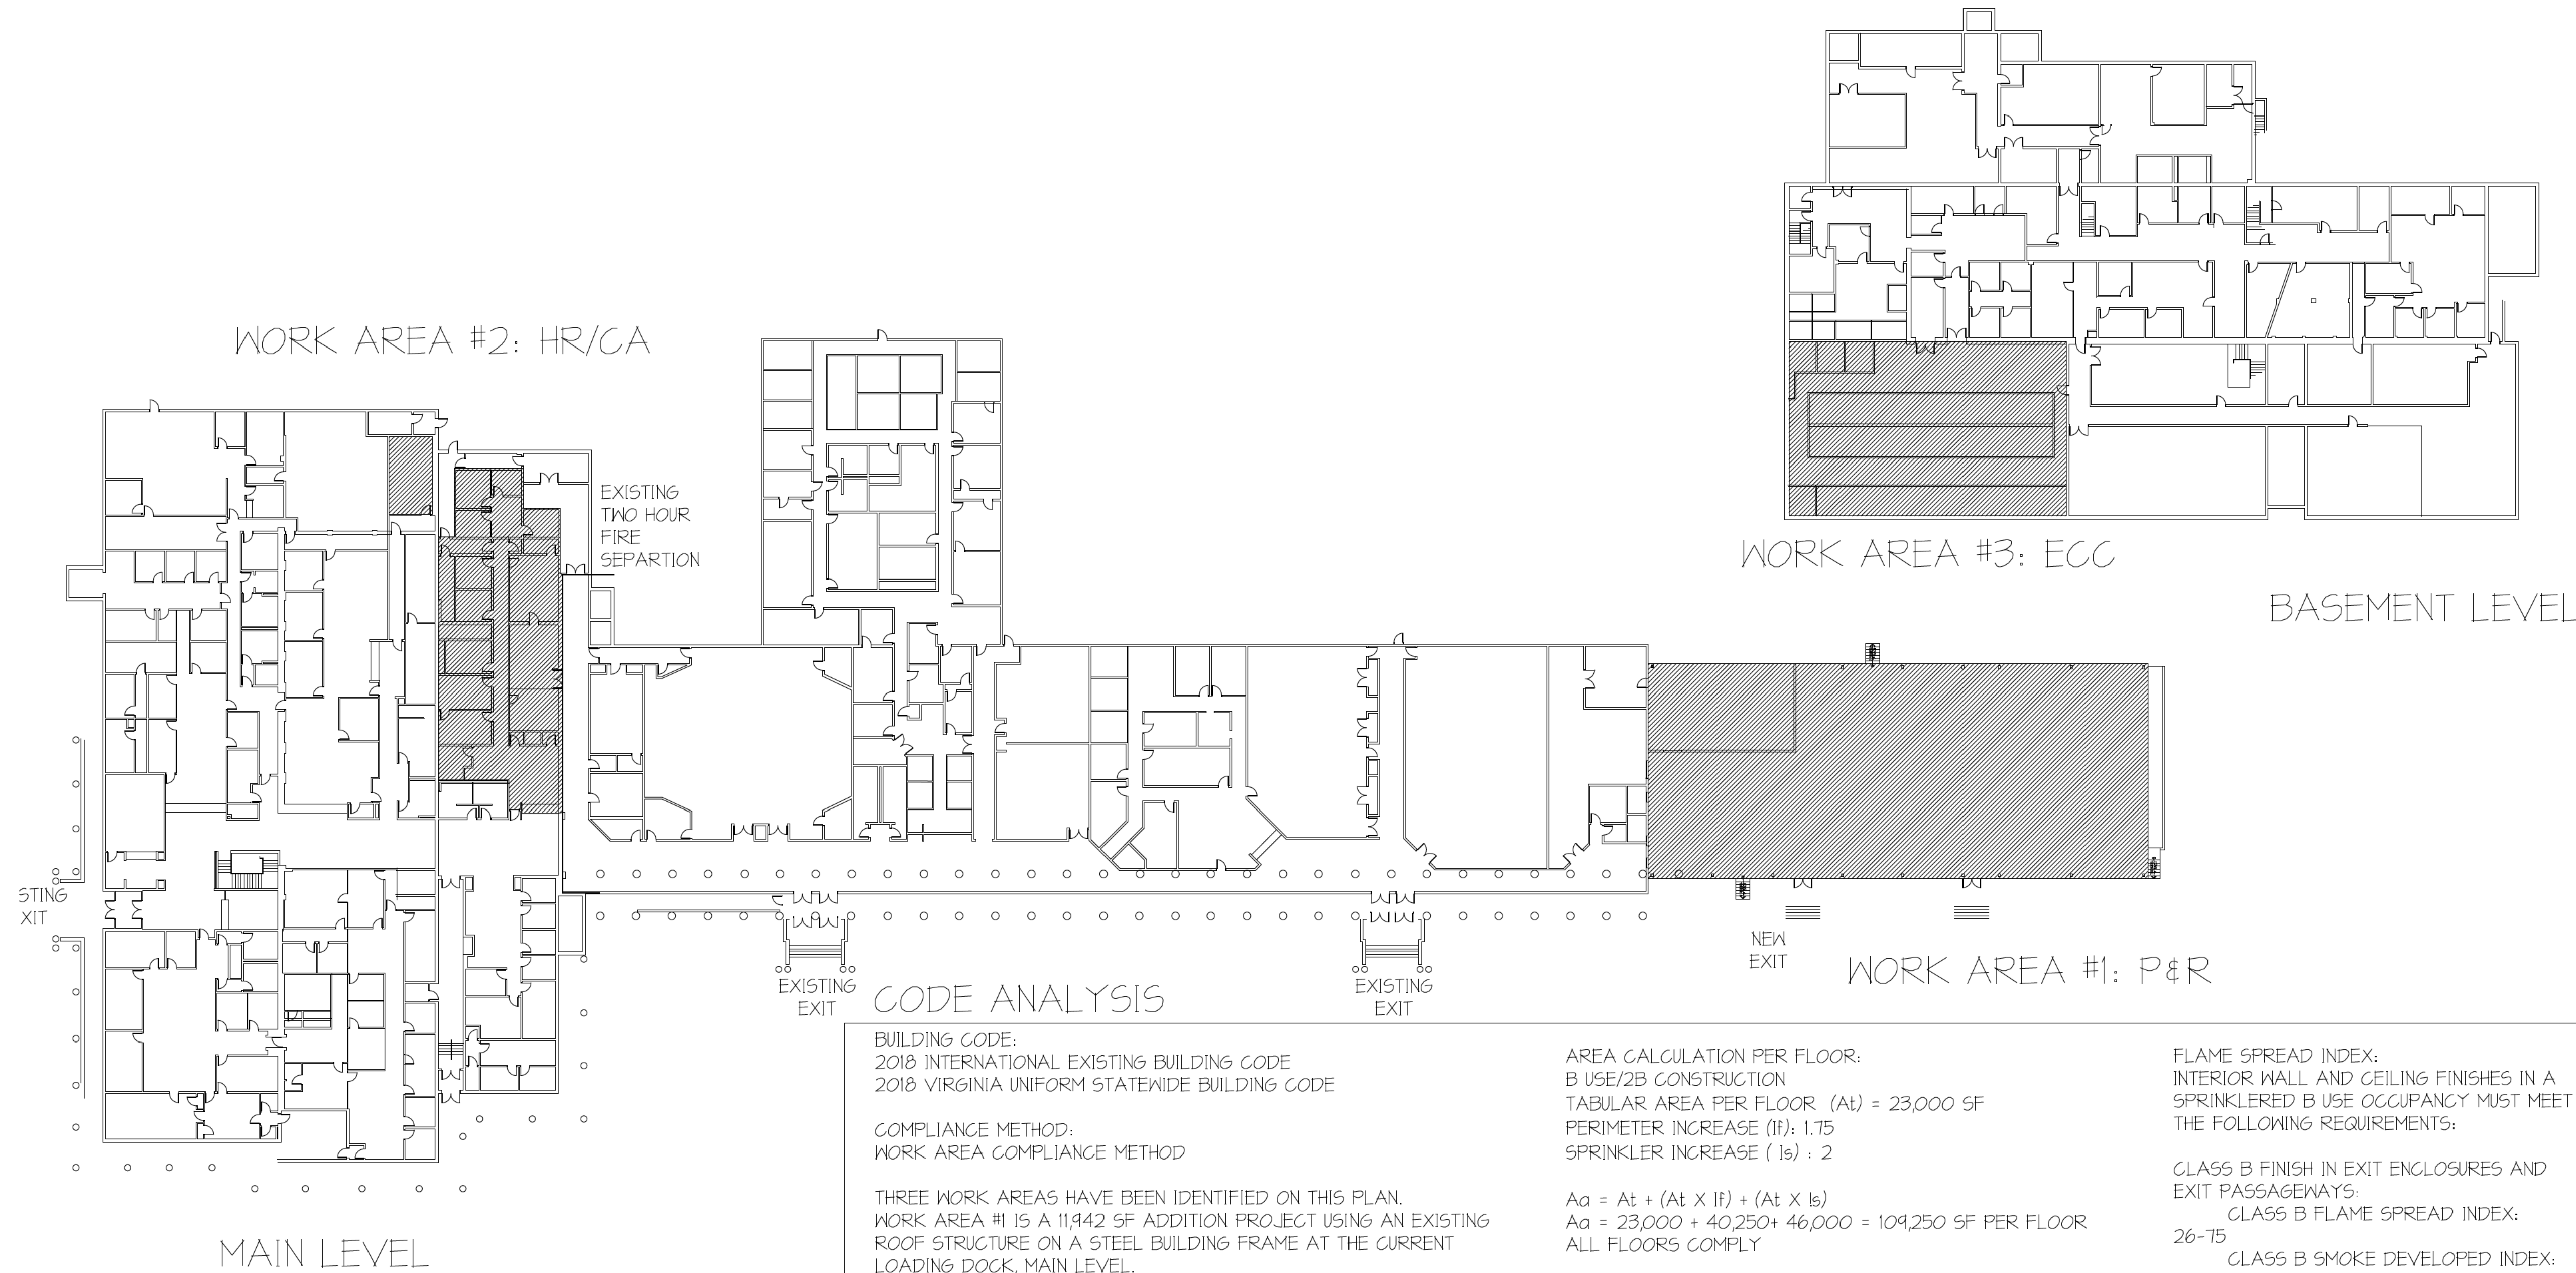 WORK AREA #2: HR/CA
EXISTING
TWO HOUR
FIRE
SEPARTION
WORK AREA #3: ECC
BASEMENT LEVEL
STING
XIT
EXISTING
EXIT
EXISTING
EXIT
NEW
EXIT
WORK AREA #1: P&R
MAIN LEVEL
CODE ANALYSIS
BUILDING CODE:
2018 INTERNATIONAL EXISTING BUILDING CODE
2018 VIRGINIA UNIFORM STATEWIDE BUILDING CODE
COMPLIANCE METHOD:
WORK AREA COMPLIANCE METHOD
THREE WORK AREAS HAVE BEEN IDENTIFIED ON THIS PLAN.
WORK AREA #1 IS A 11,942 SF ADDITION PROJECT USING AN EXISTING
ROOF STRUCTURE ON A STEEL BUILDING FRAME AT THE CURRENT
LOADING DOCK, MAIN LEVEL.
AREA CALCULATION PER FLOOR:
B USE/2B CONSTRUCTION
TABULAR AREA PER FLOOR (At) = 23,000 SF
PERIMETER INCREASE (If): 1.75
SPRINKLER INCREASE ( Is) : 2
Aa = At + (At X If) + (At X Is)
Aa = 23,000 + 40,250+ 46,000 = 109,250 SF PER FLOOR
ALL FLOORS COMPLY
FLAME SPREAD INDEX:
INTERIOR WALL AND CEILING FINISHES IN A
SPRINKLERED B USE OCCUPANCY MUST MEET
THE FOLLOWING REQUIREMENTS:
CLASS B FINISH IN EXIT ENCLOSURES AND
EXIT PASSAGEWAYS:
CLASS B FLAME SPREAD INDEX:
26-75
CLASS B SMOKE DEVELOPED INDEX: